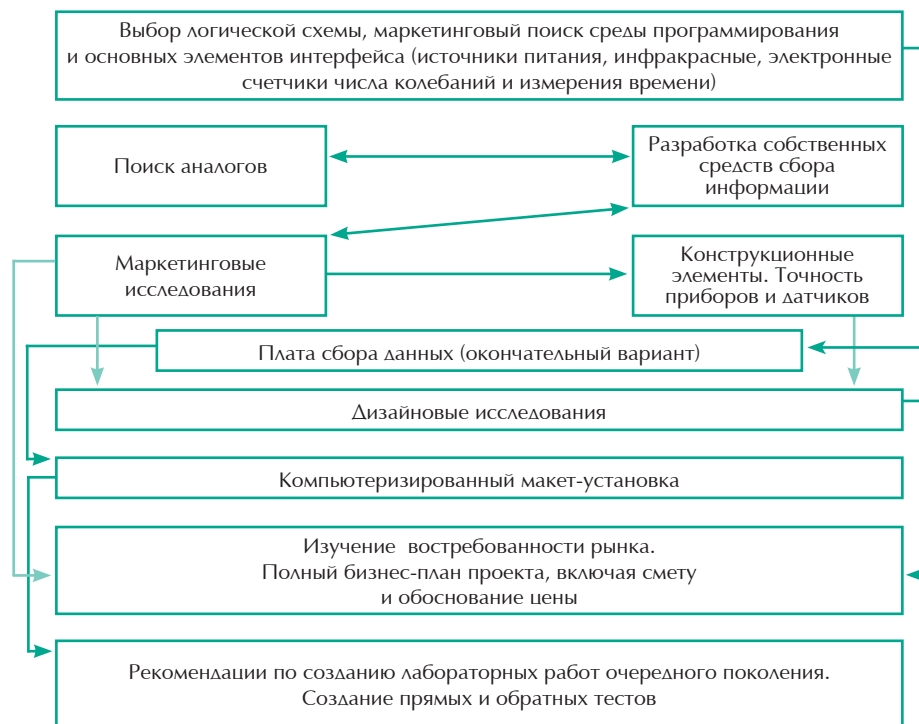 Выбор логической схемы, маркетинговый поиск среды программирования
и основных элементов интерфейса (источники питания, инфракрасные, электронные
счетчики числа колебаний и измерения времени)
Поиск аналогов
Разработка собственных
средств сбора
информации
Маркетинговые
исследования
Конструкционные
элементы. Точность
приборов и датчиков
Плата сбора данных (окончательный вариант)
Дизайновые исследования
Компьютеризированный макет-установка
Изучение востребованности рынка.
Полный бизнес-план проекта, включая смету
и обоснование цены
Рекомендации по созданию лабораторных работ очередного поколения.
Создание прямых и обратных тестов